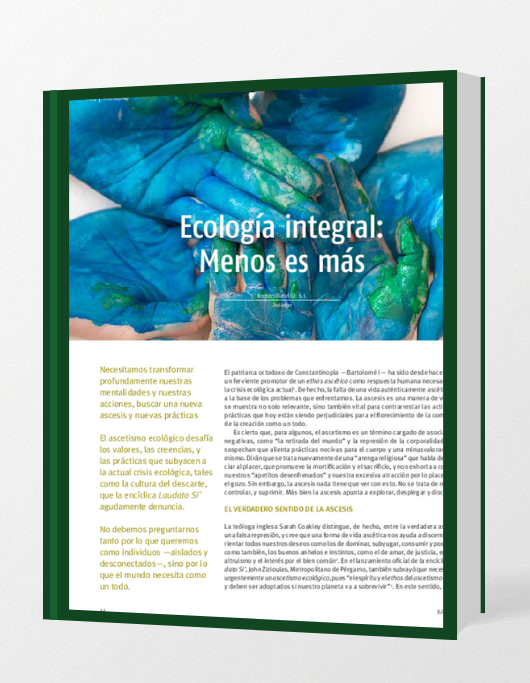 Ecología integral:
Menos es más
Necesitamos transformar
profundamente nuestras
mentalidades y nuestras
acciones, buscar una nueva
ascesis y nuevas prácticas
El ascetismo ecológico desafía
los valores, las creencias, y
las prácticas que subyacen a
la actual crisis ecológica, tales
como la cultura del descarte,
que la encíclica Laudato Si’
agudamente denuncia.
No debemos preguntarnos
tanto por lo que queremos
como individuos —aislados y
desconectados—, sino por lo
que el mundo necesita como
un todo.
El patriarca ortodoxo de Constantinopla —Bartolomé I— ha sido desde hace
un ferviente promotor de un ethos ascético como respuesta humana necesa
la crisis ecológica actual. De hecho, la falta de una vida auténticamente ascét
a la base de los problemas que enfrentamos. La ascesis es una manera de v
se muestra no solo relevante, sino también vital para contrarrestar las acti
prácticas que hoy están siendo perjudiciales para el florecimiento de la com
de la creación como un todo.
Es cierto que, para algunos, el ascetismo es un término cargado de asocia
negativas, como “la retirada del mundo” y la represión de la corporalidad
sospechan que alienta prácticas nocivas para el cuerpo y una minusvalora
mismo. Dirán que se trata nuevamente de una “arenga religiosa” que habla de
ciar al placer, que promueve la mortificación y el sacrificio, y nos exhorta a co
nuestros “apetitos desenfrenados” y nuestra excesiva atracción por lo place
el gozo. Sin embargo, la ascesis nada tiene que ver con esto. No se trata de re
controlar, y suprimir. Más bien la ascesis apunta a explorar, desplegar y disc
EL VERDADERO SENTIDO DE LA ASCESIS
La teóloga inglesa Sarah Coakley distingue, de hecho, entre la verdadera as
una falsa represión, y cree que una forma de vida ascética nos ayuda a discern
rientar todos nuestros deseos como los de dominar, subyugar, consumir y pos
como también, los buenos anhelos e instintos, como el de amar, de justicia, e
altruismo y el interés por el bien común. En el lanzamiento oficial de la encícl
dato Si’, John Zizioulas, Metropolitano de Pérgamo, también subrayó que neces
urgentemente un ascetismo ecológico, pues “el espíritu y el ethos del ascetismo
y deben ser adoptados si nuestro planeta va a sobrevivir”. En este sentido,